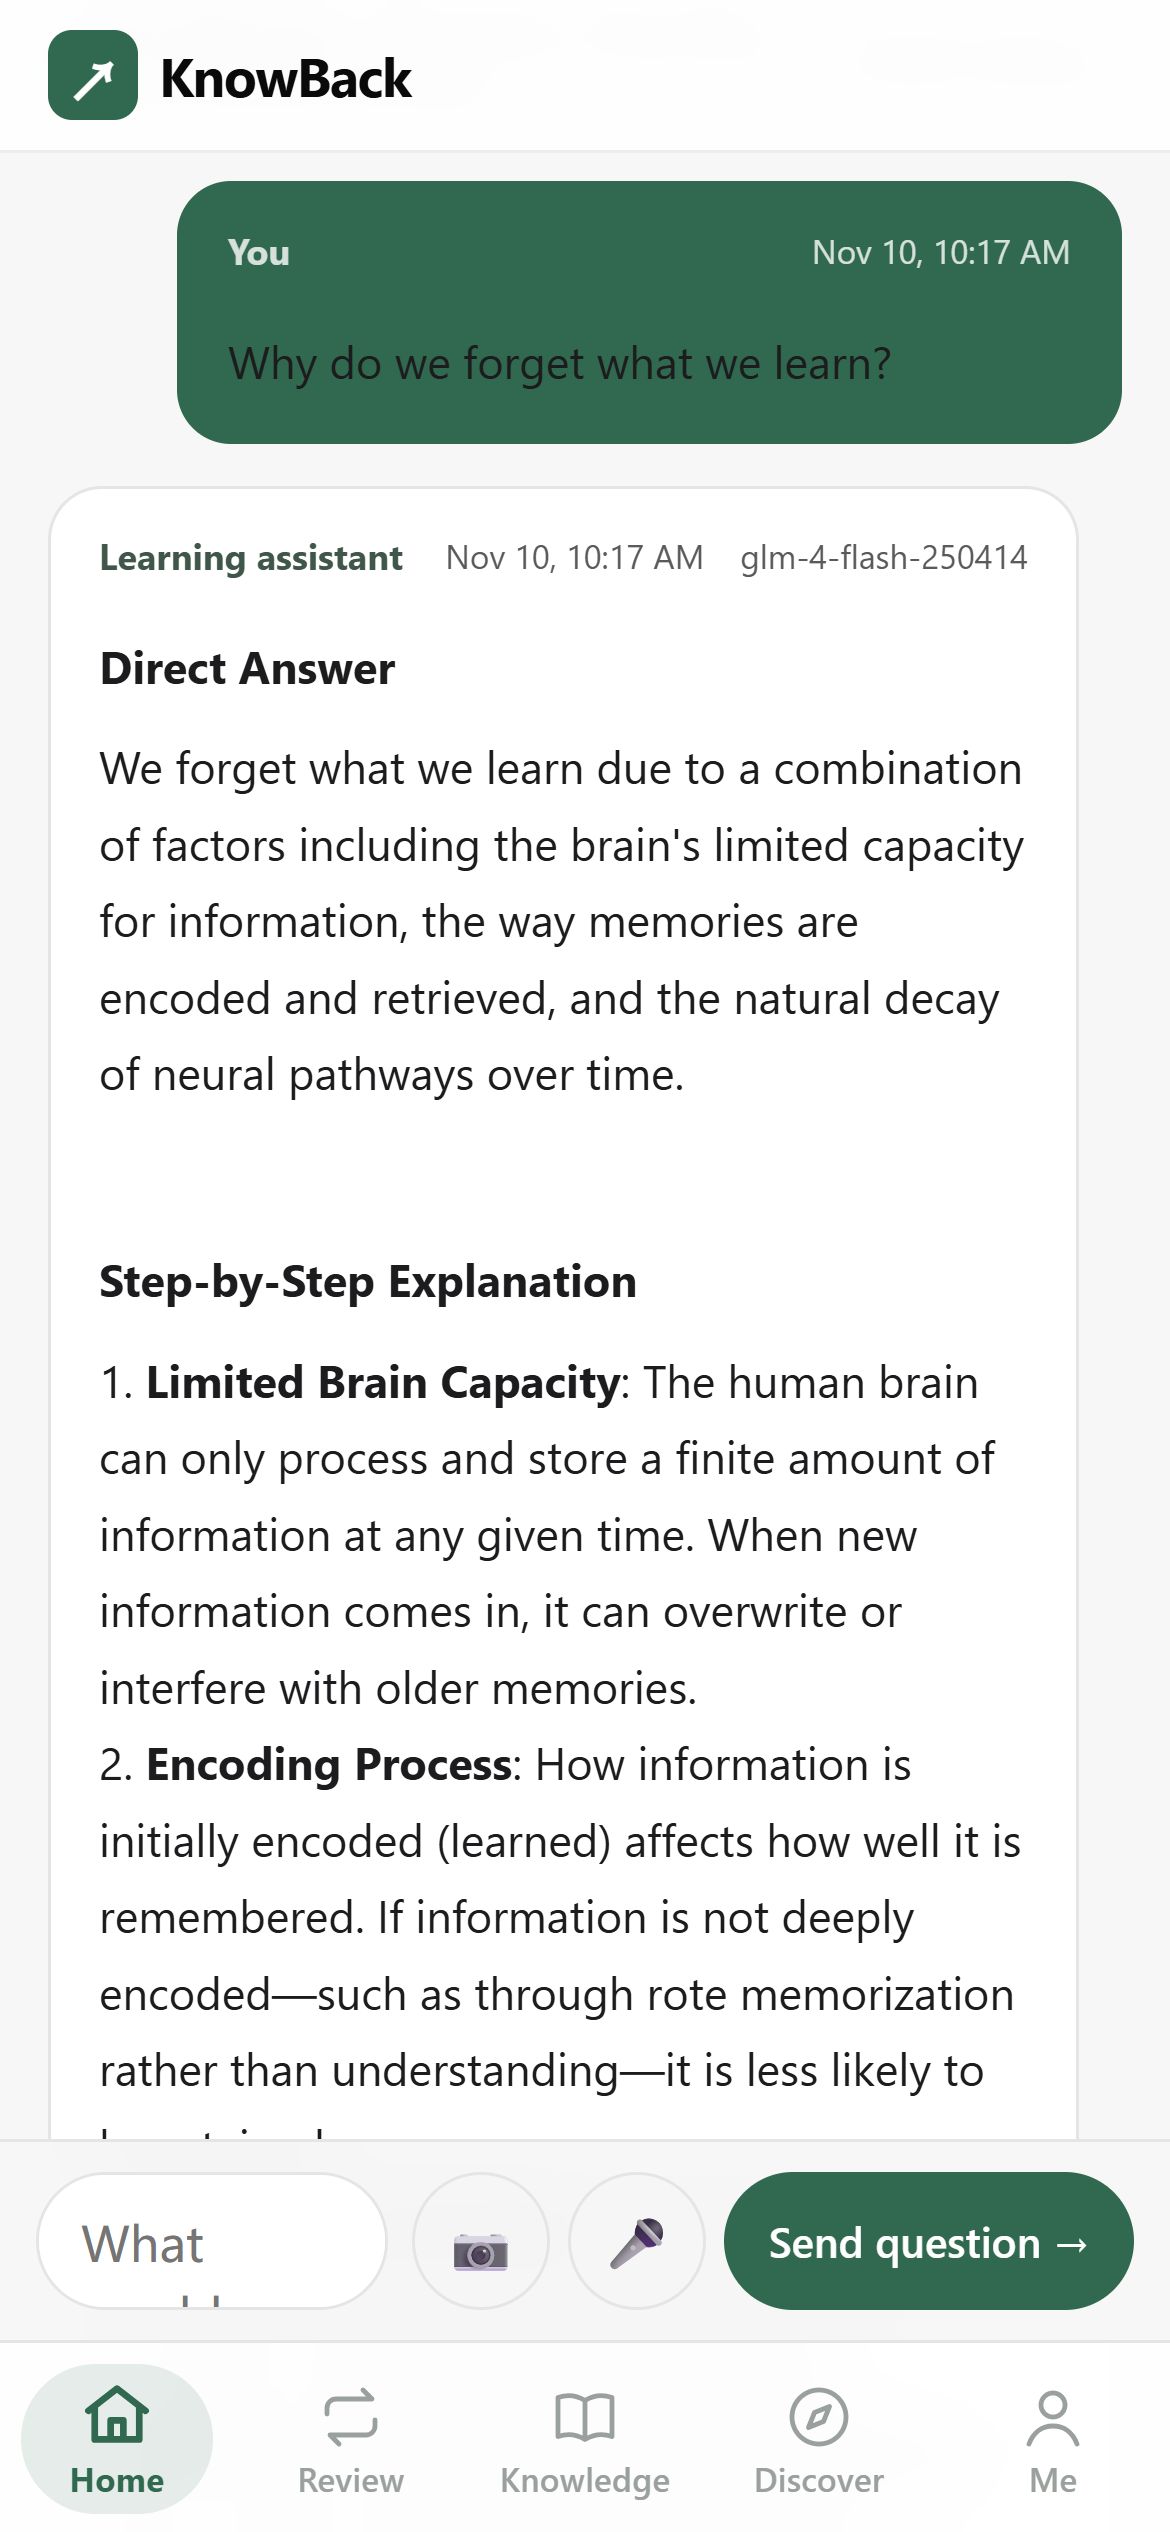 KnowBack
You Nov 10, 10:17 AM
Why do we forget what we learn?
Learning assistant Nov 10, 10:17 AM glm-4-flash-250414
Direct Answer
We forget what we learn due to a combination
of factors including the brain's limited capacity
for information, the way memories are
encoded and retrieved, and the natural decay
of neural pathways over time.
Step-by-Step Explanation
1. Limited Brain Capacity: The human brain
can only process and store a finite amount of
information at any given time. When new
information comes in, it can overwrite or
interfere with older memories.
2. Encoding Process: How information is
initially encoded (learned) affects how well it is
remembered. If information is not deeply
encoded—such as through rote memorization
rather than understanding—it is less likely to
What
Send question →
Home Review Knowledge Discover Me